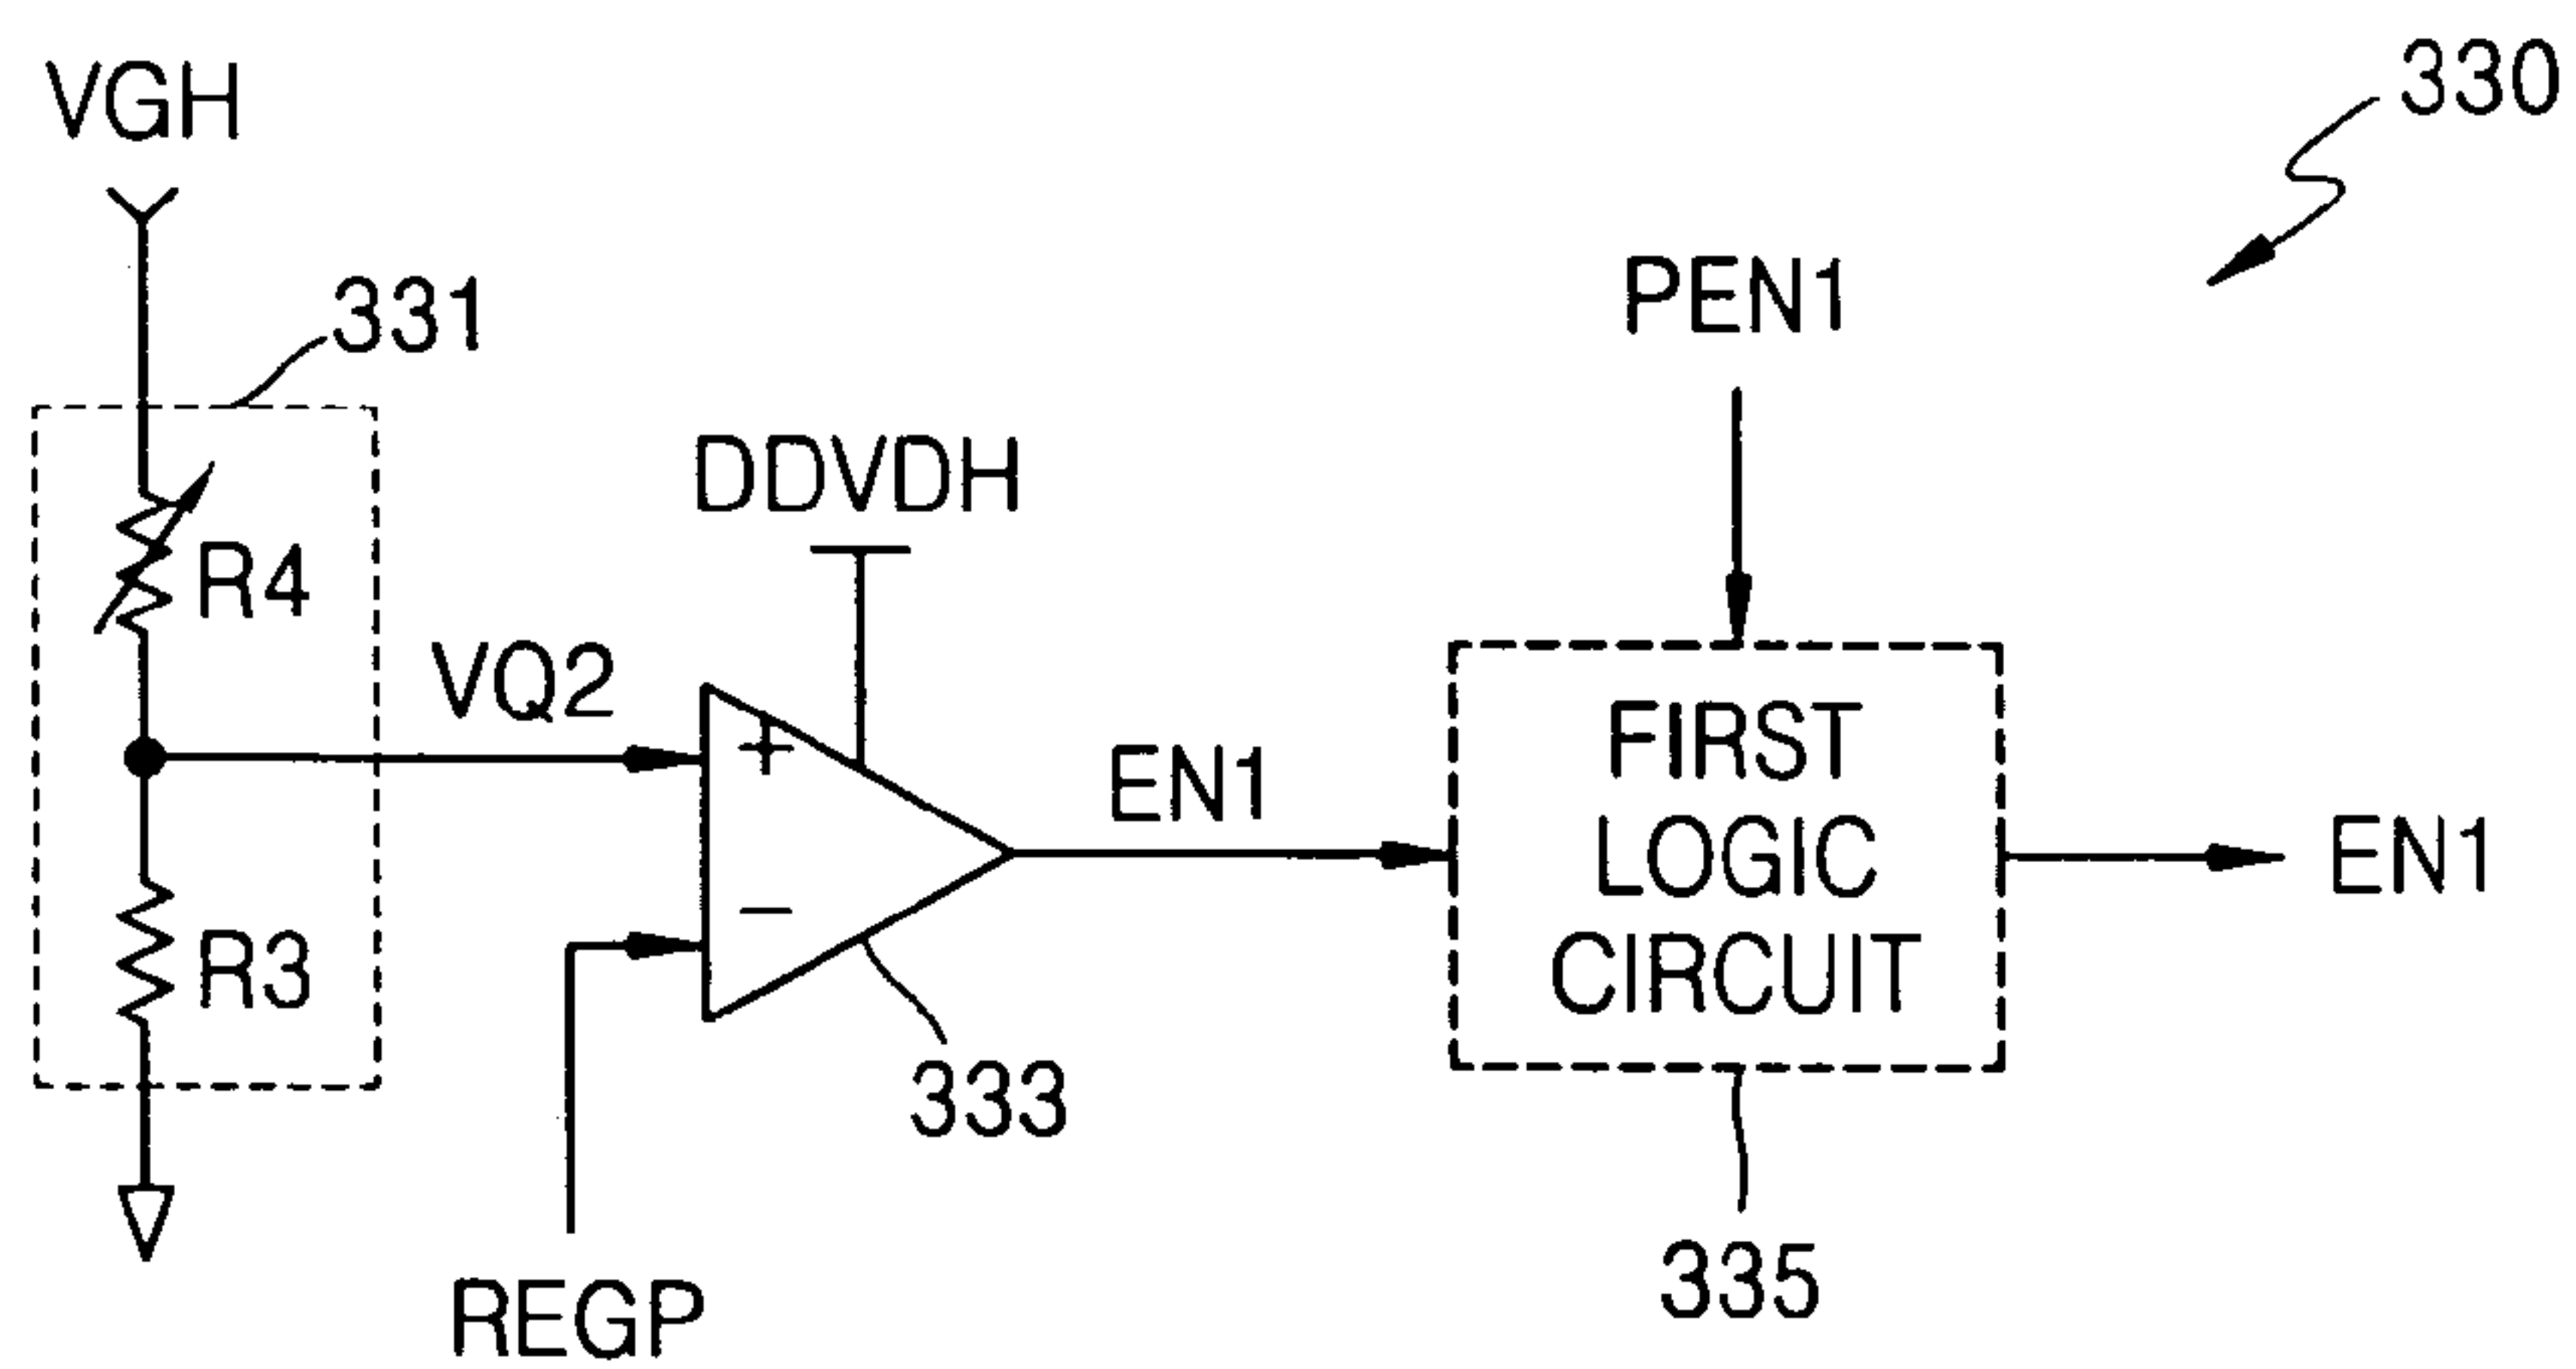 330
VGH
331
PEN1
DDVDH
R4
VQ2
+
EN1
FIRST
LOGIC
CIRCUIT
EN1
−
R3
333
335
REGP